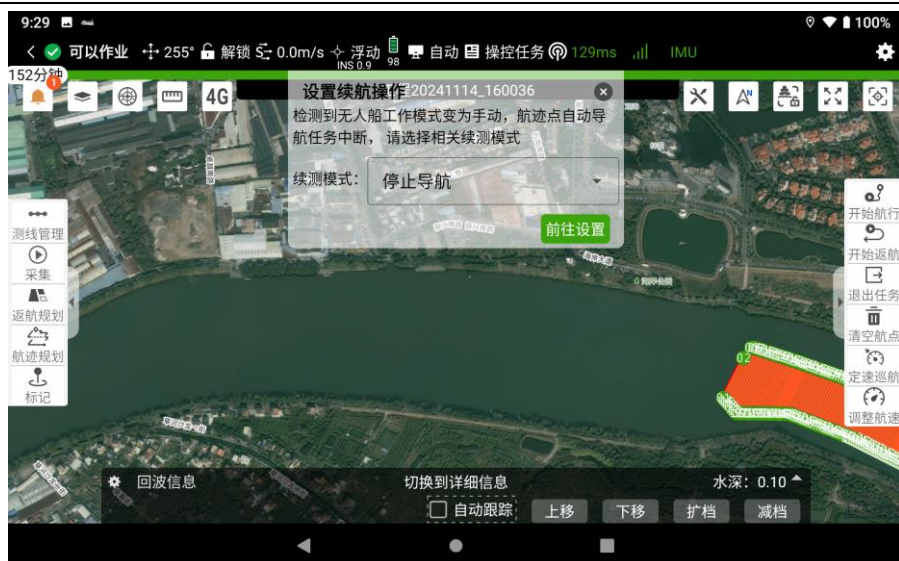 9:29
100%
可以作业 255° 解锁 0.0m/s 浮动 98 自动 操控任务 129ms IMU
INS 0.9
152分钟
1
4G
设置续航操作 20241114_160036
检测到无人船工作模式变为手动，航迹点自动导
航任务中断， 请选择相关续测模式
续测模式： 停止导航
前往设置
测线管理
采集
返航规划
航迹规划
标记
开始航行
开始返航
退出任务
清空航点
定速巡航
调整航速
02
回波信息 切换到详细信息 水深：0.10
自动跟踪 上移 下移 扩档 减档